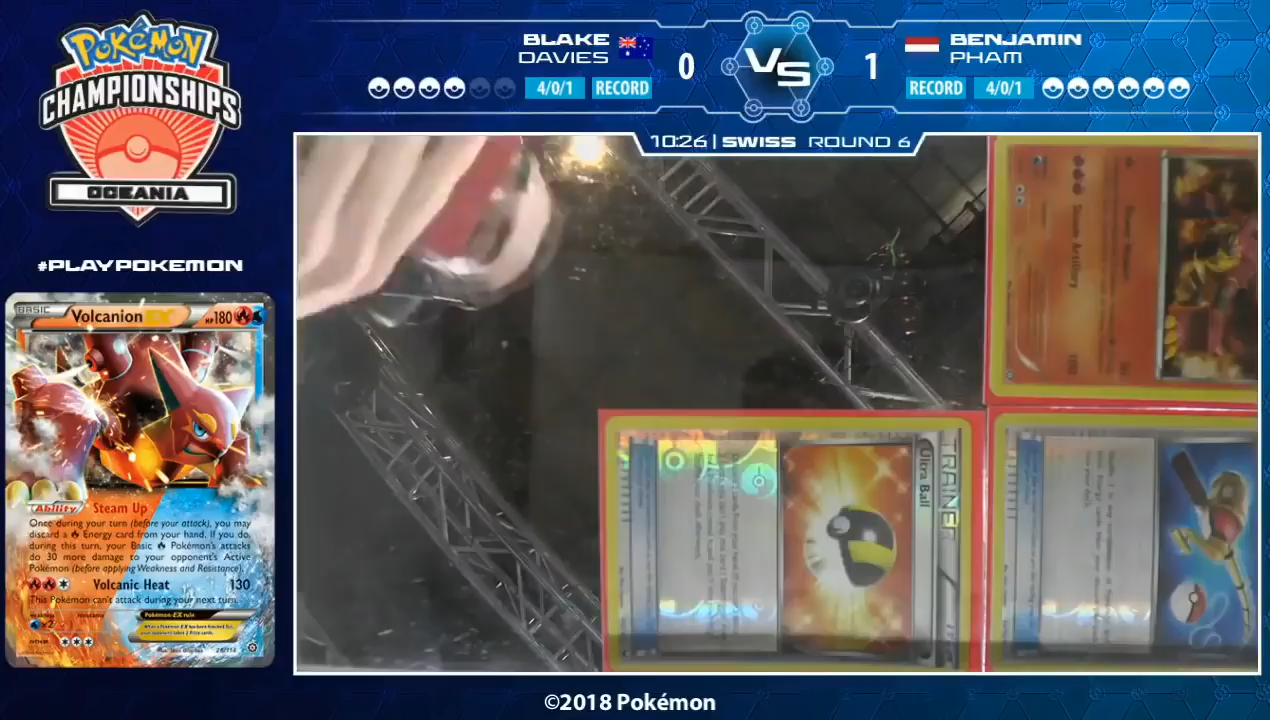 Pokémon
CHAMPIONSHIPS
OCEANIA
#PLAYPOKEMON
BLAKE
DAVIES
4/0/1
RECORD
0
VS
1
BENJAMIN
PHAM
RECORD
4/0/1
10:26 | SWISS ROUND 6
BASIC
Volcanion EX
HP180
Ability
Steam Up
Once during your turn (before your attack), you may
discard a Energy card from your hand. If you do,
during this turn, your Basic Pokémon's attacks
do 30 more damage to your opponent's Active
Pokémon (before applying Weakness and Resistance).
Volcanic Heat 130
This Pokémon can't attack during your next turn.
Pokémon-EX rule
×2
TRAINER
Ultra Ball
Steam Artillery
©2018 Pokémon